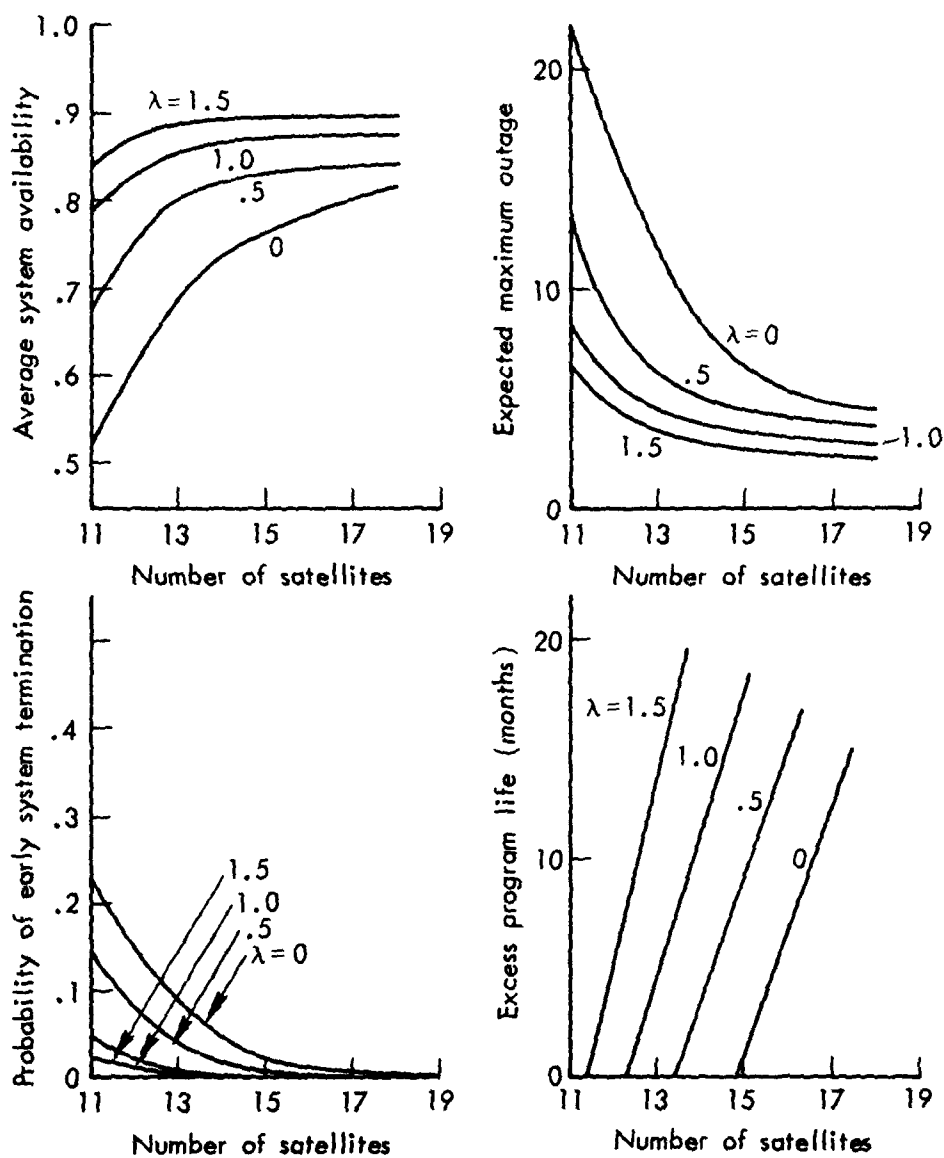 Average system availability
1.0
.9
.8
.7
.6
.5
λ=1.5
1.0
.5
0
11 13 15 17 19
Number of satellites
Expected maximum outage
20
10
0
λ=0
.5
1.0
1.5
11 13 15 17 19
Number of satellites
Probability of early system termination
.4
.3
.2
.1
0
1.5
1.0
.5
λ=0
11 13 15 17 19
Number of satellites
Excess program life (months)
20
10
0
λ=1.5
1.0
.5
0
11 13 15 17 19
Number of satellites